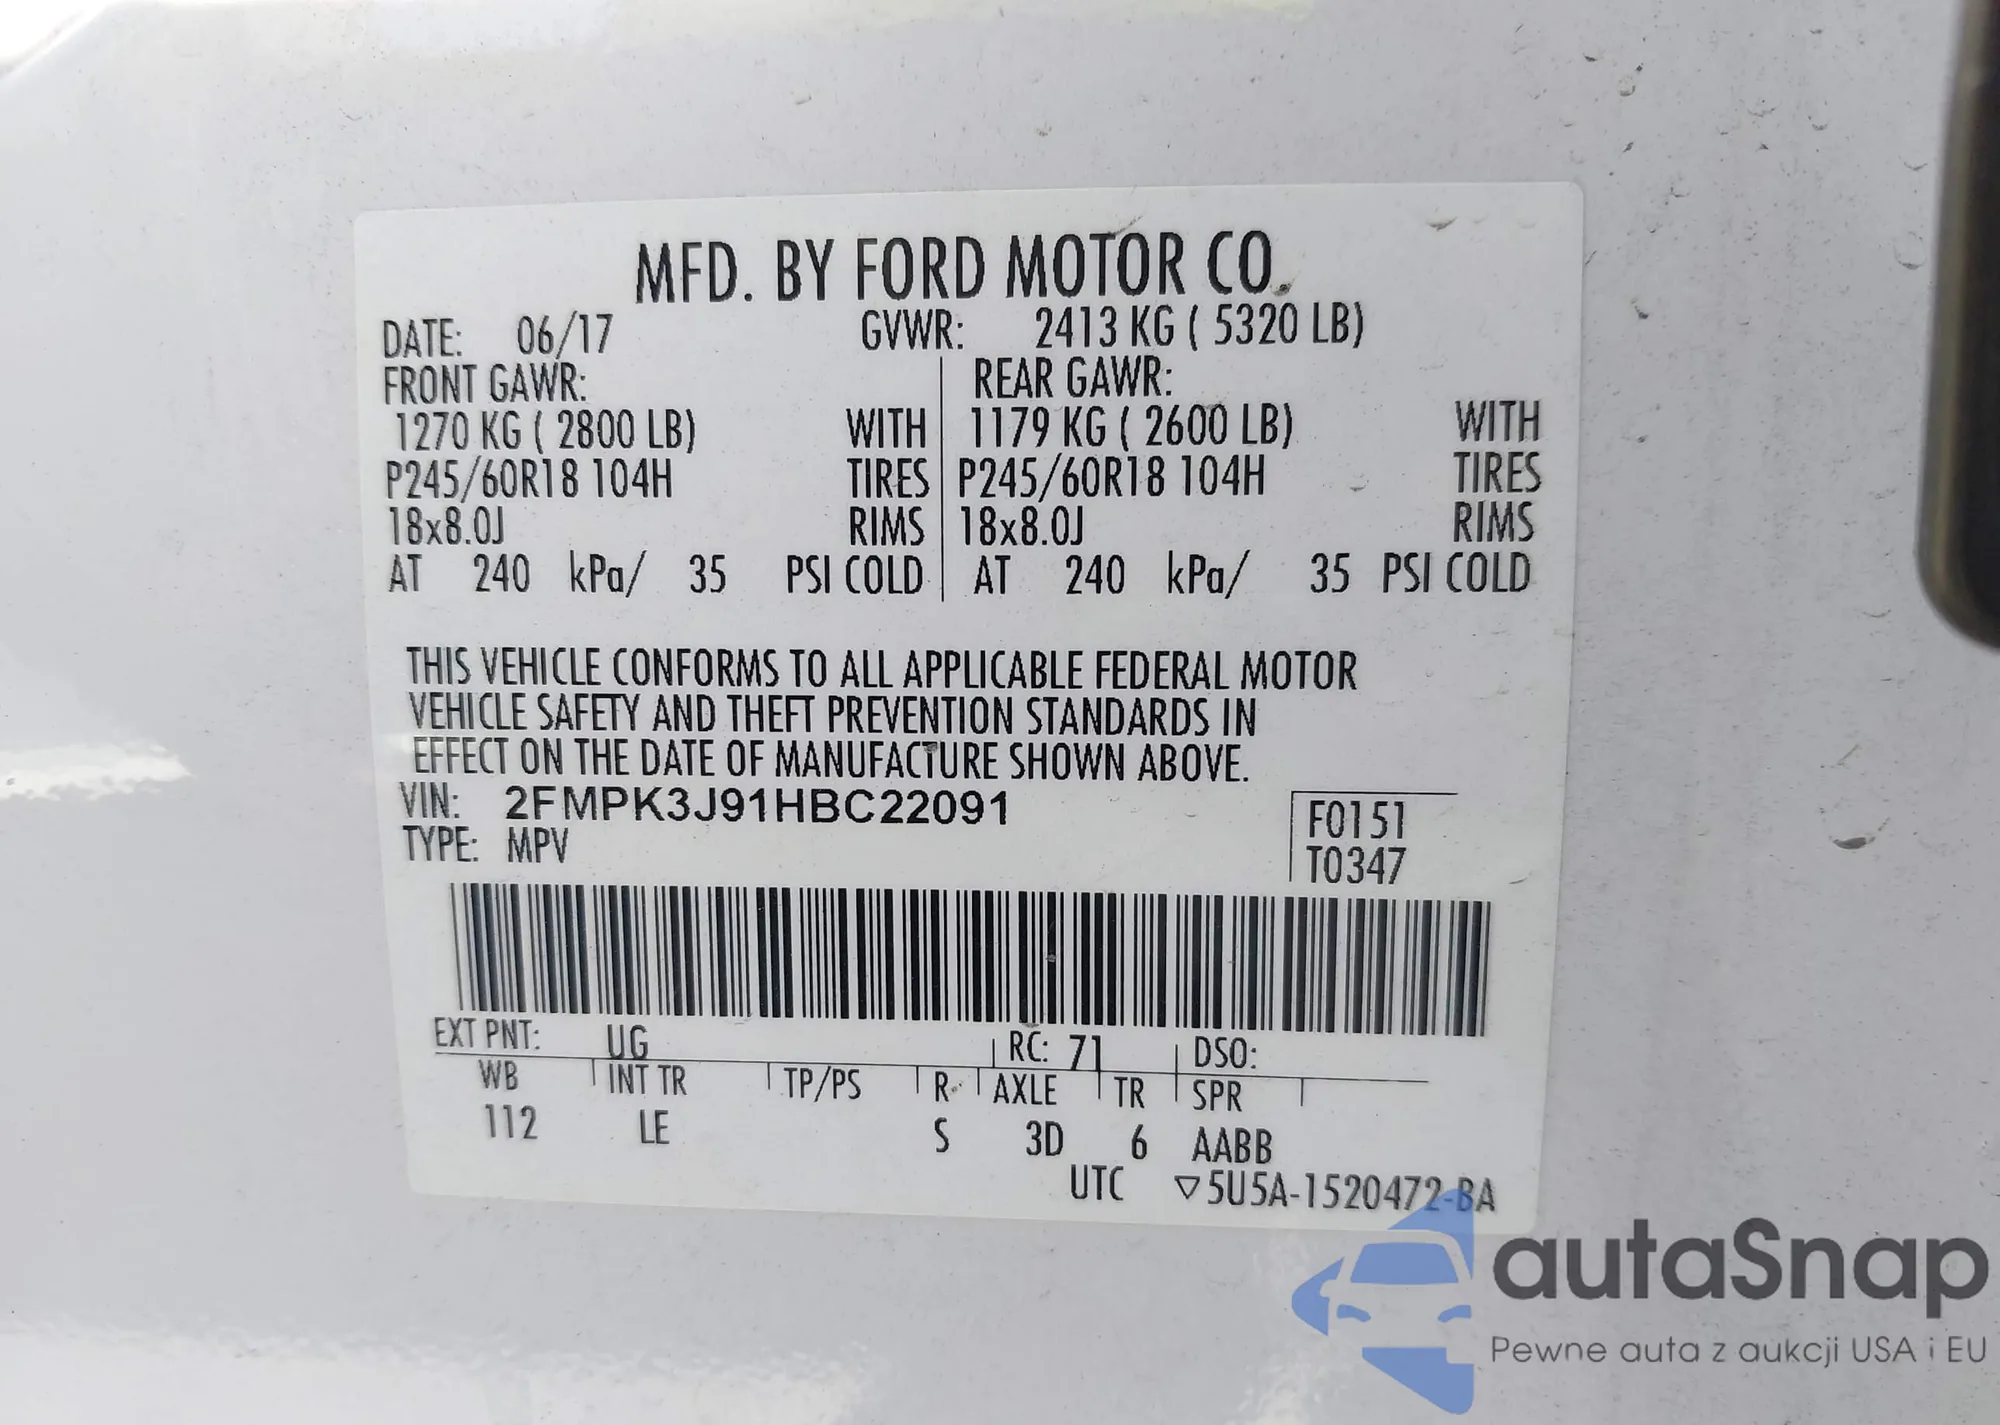 MFD. BY FORD MOTOR CO.
DATE: 06/17 GVWR: 2413 KG ( 5320 LB)
FRONT GAWR: REAR GAWR:
1270 KG ( 2800 LB) WITH 1179 KG ( 2600 LB) WITH
P245/60R18 104H TIRES P245/60R18 104H TIRES
18x8.0J RIMS 18x8.0J RIMS
AT 240 kPa/ 35 PSI COLD AT 240 kPa/ 35 PSI COLD
THIS VEHICLE CONFORMS TO ALL APPLICABLE FEDERAL MOTOR
VEHICLE SAFETY AND THEFT PREVENTION STANDARDS IN
EFFECT ON THE DATE OF MANUFACTURE SHOWN ABOVE.
VIN: 2FMPK3J91HBC22091 F0151
TYPE: MPV T0347
EXT PNT: UG RC: 71 DSO:
WB INT TR TP/PS R. AXLE TR SPR
112 LE S 3D 6 AABB
UTC ▽5U5A-1520472-BA
autaSnap
Pewne auta z aukcji USA i EU